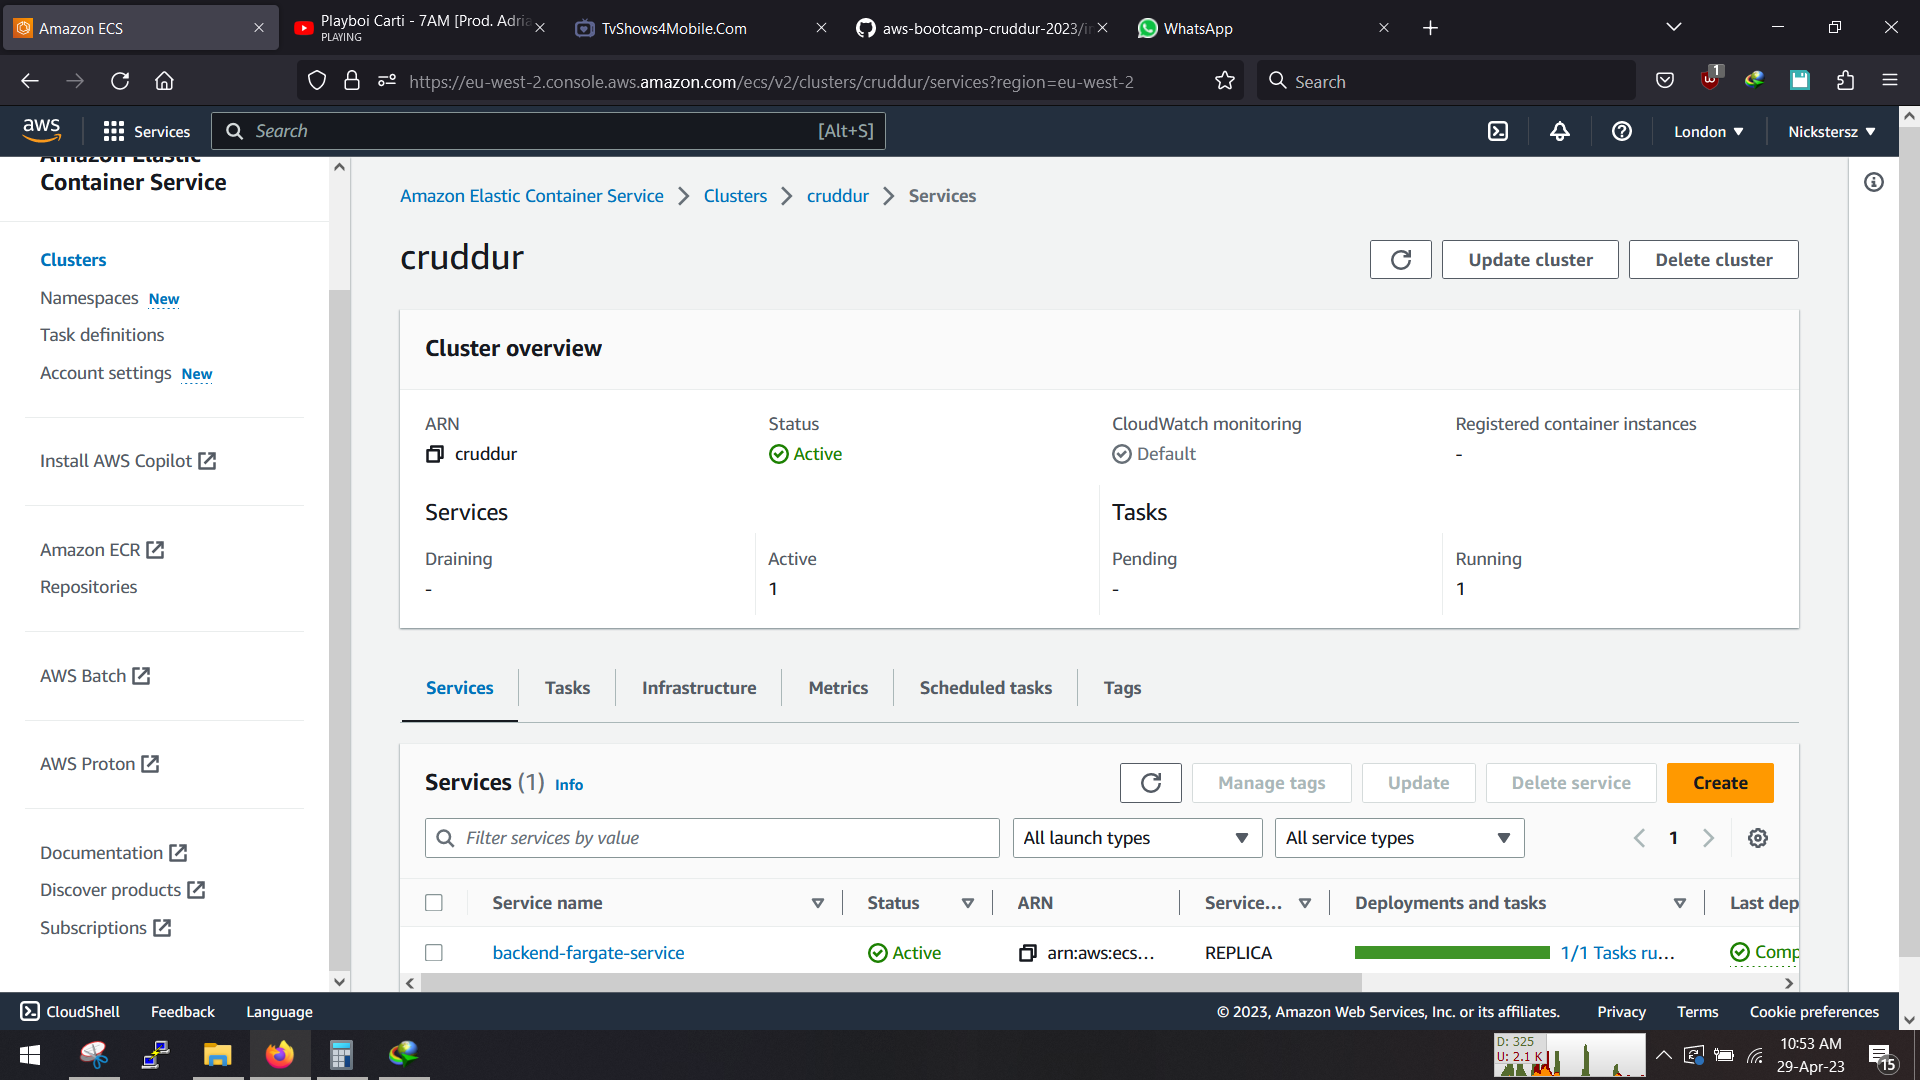 Amazon ECS
Playboi Carti - 7AM [Prod. Adria
PLAYING
TvShows4Mobile.Com
aws-bootcamp-cruddur-2023/
WhatsApp
https://eu-west-2.console.aws.amazon.com/ecs/v2/clusters/cruddur/services?region=eu-west-2
Search
1
aws
Services
Search
[Alt+S]
London
Nickstersz
Amazon Elastic
Container Service
Clusters
Namespaces New
Task definitions
Account settings New
Install AWS Copilot
Amazon ECR
Repositories
AWS Batch
AWS Proton
Documentation
Discover products
Subscriptions
Amazon Elastic Container Service
Clusters
cruddur
Services
cruddur
Update cluster
Delete cluster
Cluster overview
ARN
cruddur
Status
Active
CloudWatch monitoring
Default
Registered container instances
-
Services
Tasks
Draining
-
Active
1
Pending
-
Running
1
Services
Tasks
Infrastructure
Metrics
Scheduled tasks
Tags
Services (1) Info
Manage tags
Update
Delete service
Create
Filter services by value
All launch types
All service types
1
Service name
Status
ARN
Service...
Deployments and tasks
Last dep
backend-fargate-service
Active
arn:aws:ecs...
REPLICA
1/1 Tasks ru...
Comp
CloudShell
Feedback
Language
© 2023, Amazon Web Services, Inc. or its affiliates.
Privacy
Terms
Cookie preferences
D: 325
U: 2.1 K
10:53 AM
29-Apr-23
15